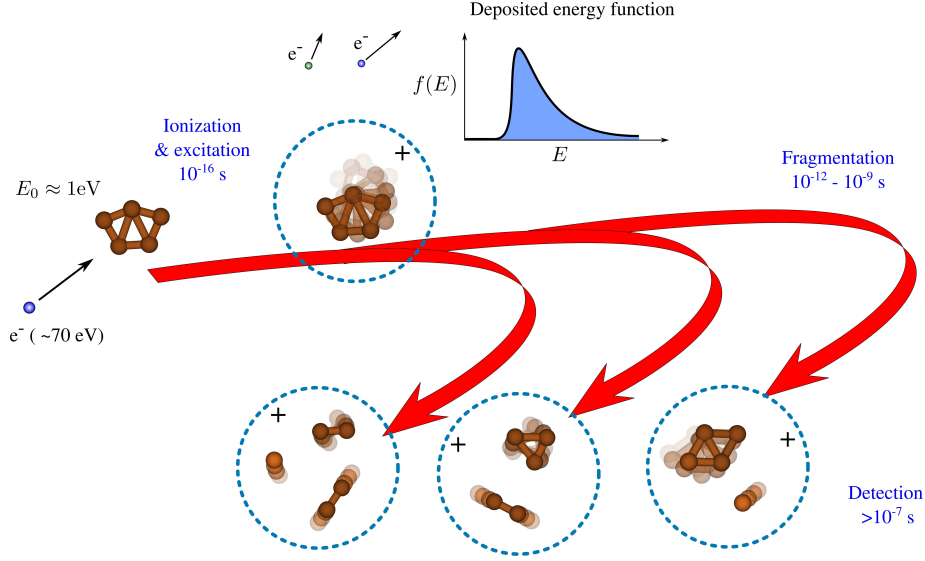 Deposited energy function
e⁻
e⁻
f(E)
E
Ionization
& excitation
10⁻¹⁶ s
+
E₀ ≈ 1eV
Fragmentation
10⁻¹² - 10⁻⁹ s
e⁻ ( ~70 eV)
+
+
+
Detection
>10⁻⁷ s